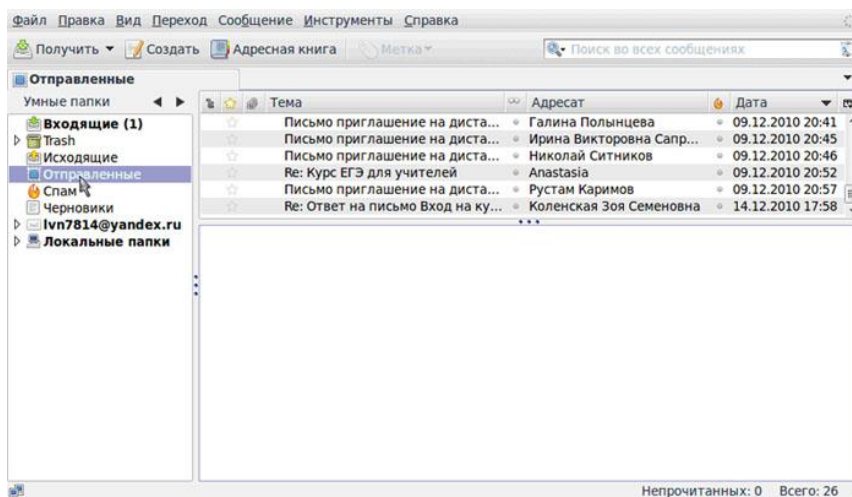 Файл Правка Вид Переход Сообщение Инструменты Справка
Получить Создать Адресная книга Метка Поиск во всех сообщениях
Отправленные
Умные папки Тема Адресат Дата
Входящие (1)
Trash
Исходящие
Отправленные
Спам
Черновики
lvn7814@yandex.ru
Локальные папки
Письмо приглашение на диста... Галина Полынцева 09.12.2010 20:41
Письмо приглашение на диста... Ирина Викторовна Сапр... 09.12.2010 20:45
Письмо приглашение на диста... Николай Ситников 09.12.2010 20:46
Re: Курс ЕГЭ для учителей Anastasia 09.12.2010 20:52
Письмо приглашение на диста... Рустам Каримов 09.12.2010 20:57
Re: Ответ на письмо Вход на ку... Коленская Зоя Семеновна 14.12.2010 17:58
Непрочитанных: 0 Всего: 26